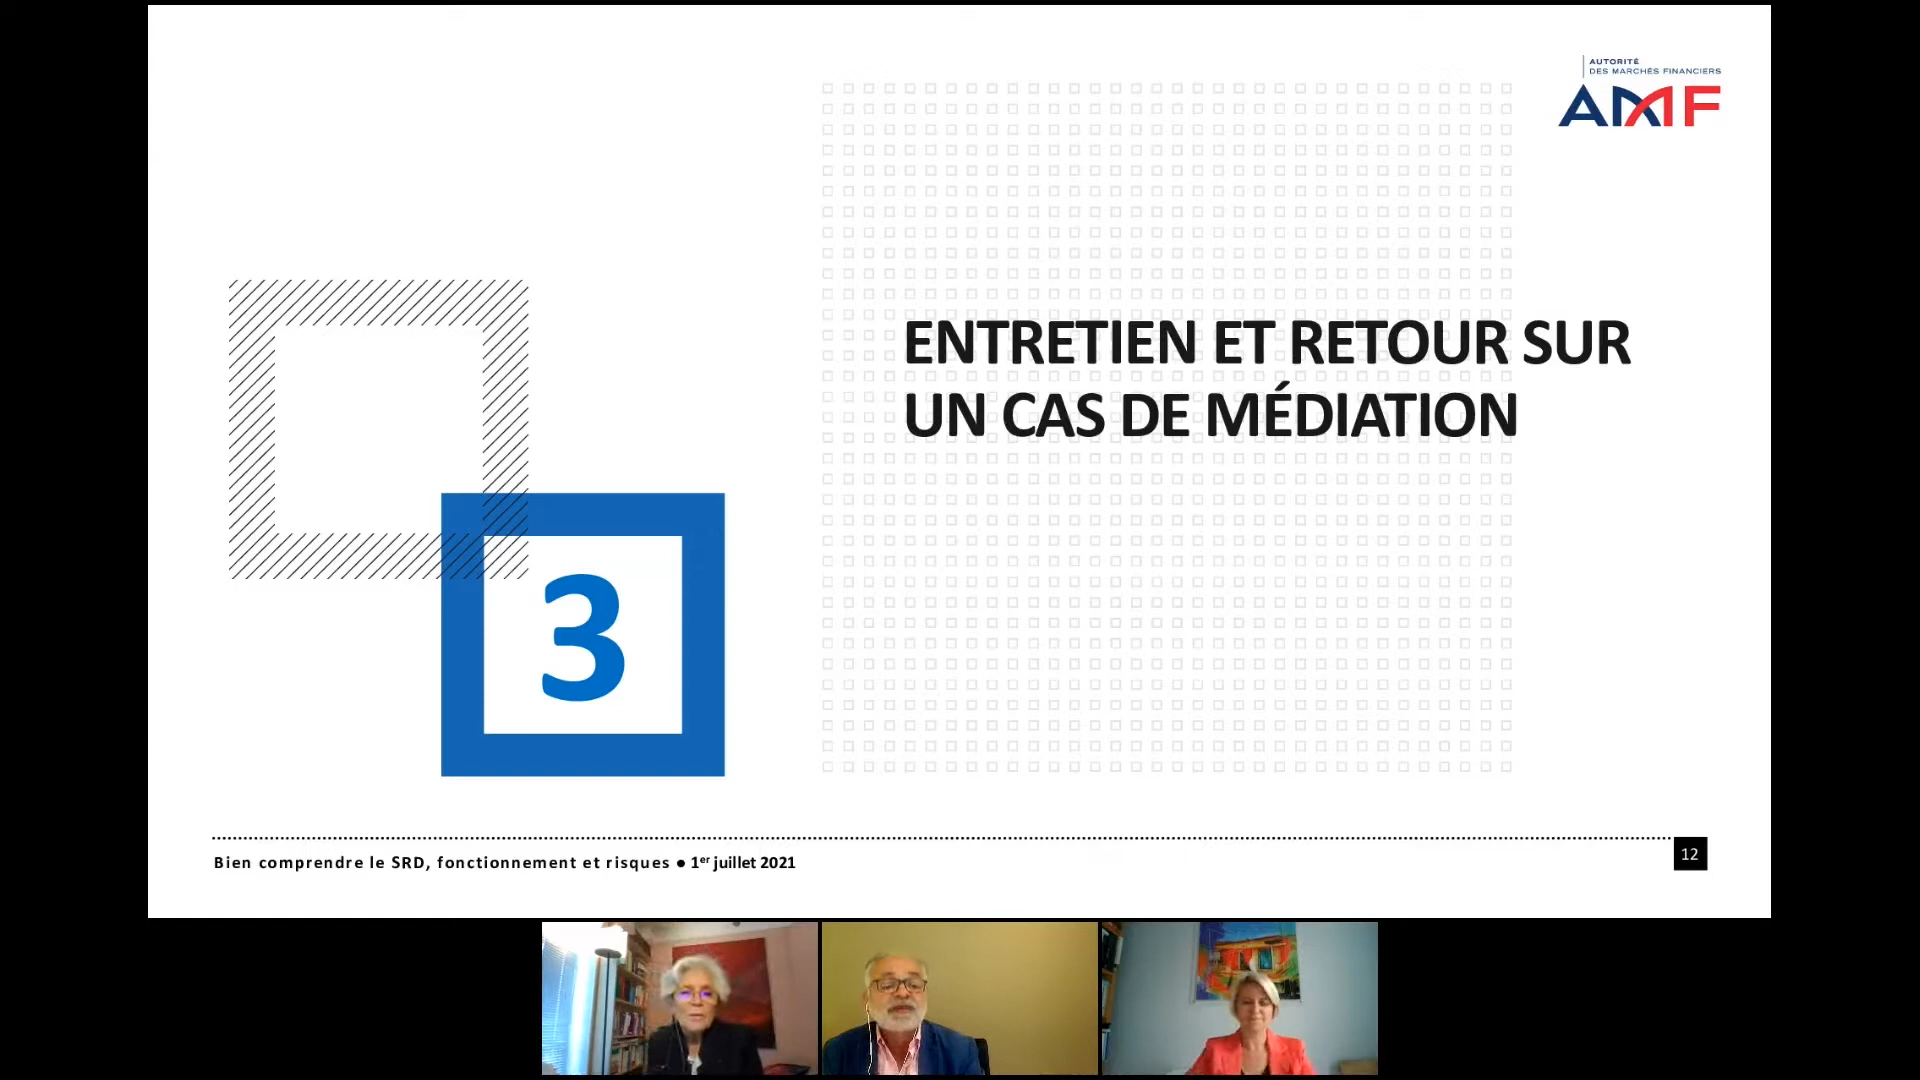 AUTORITÉ
DES MARCHÉS FINANCIERS
AMF
ENTRETIEN ET RETOUR SUR
UN CAS DE MÉDIATION
3
Bien comprendre le SRD, fonctionnement et risques ● 1er juillet 2021
12